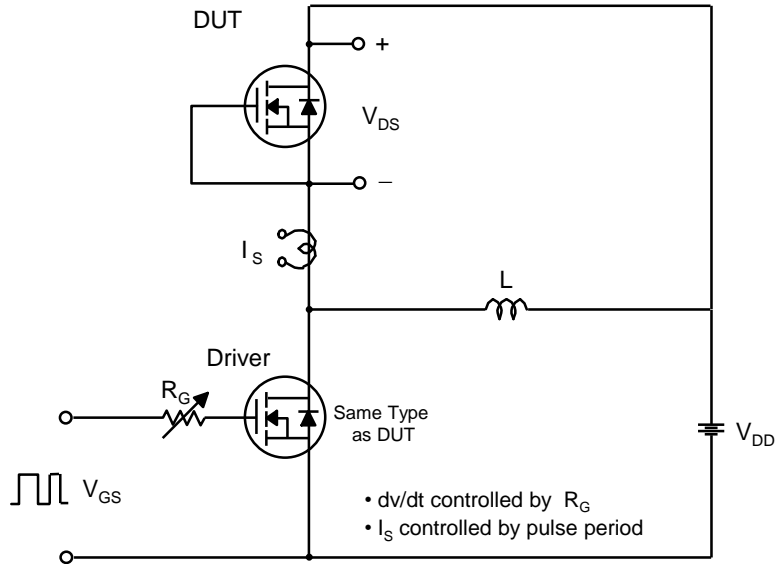 DUT
+
V_DS
−
I_S
L
Driver
R_G
Same Type
as DUT
V_DD
V_GS
• dv/dt controlled by R_G
• I_S controlled by pulse period